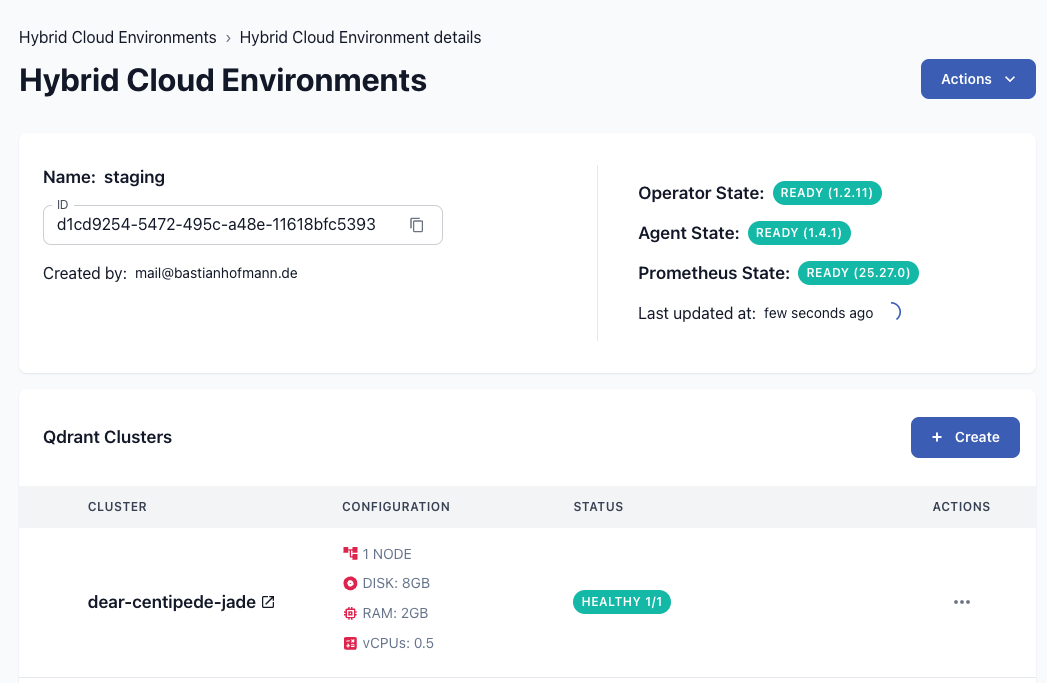 Hybrid Cloud Environments › Hybrid Cloud Environment details
Hybrid Cloud Environments
Actions
Name: staging
ID
d1cd9254-5472-495c-a48e-11618bfc5393
Created by: mail@bastianhofmann.de
Operator State: READY (1.2.11)
Agent State: READY (1.4.1)
Prometheus State: READY (25.27.0)
Last updated at: few seconds ago
Qdrant Clusters
+ Create
CLUSTER CONFIGURATION STATUS ACTIONS
1 NODE
DISK: 8GB
dear-centipede-jade HEALTHY 1/1
RAM: 2GB
vCPUs: 0.5